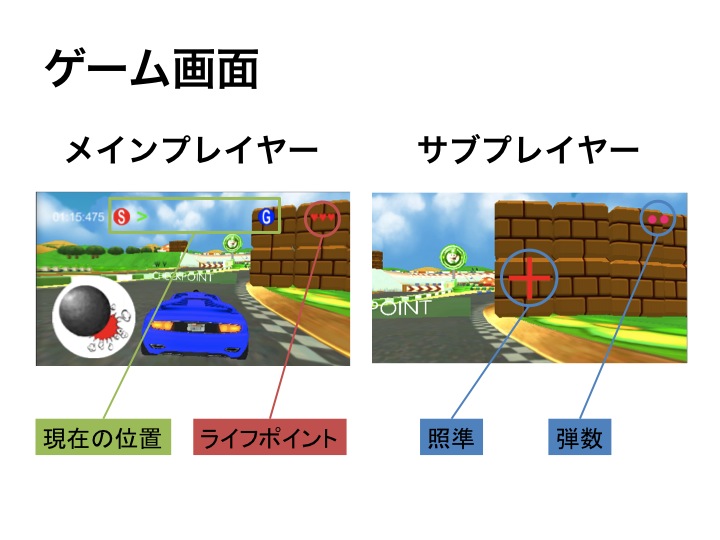 ゲーム画面
メインプレイヤー
サブプレイヤー
01:15:475
S > G
CHECKPOINT
POINT
現在の位置
ライフポイント
照準
弾数